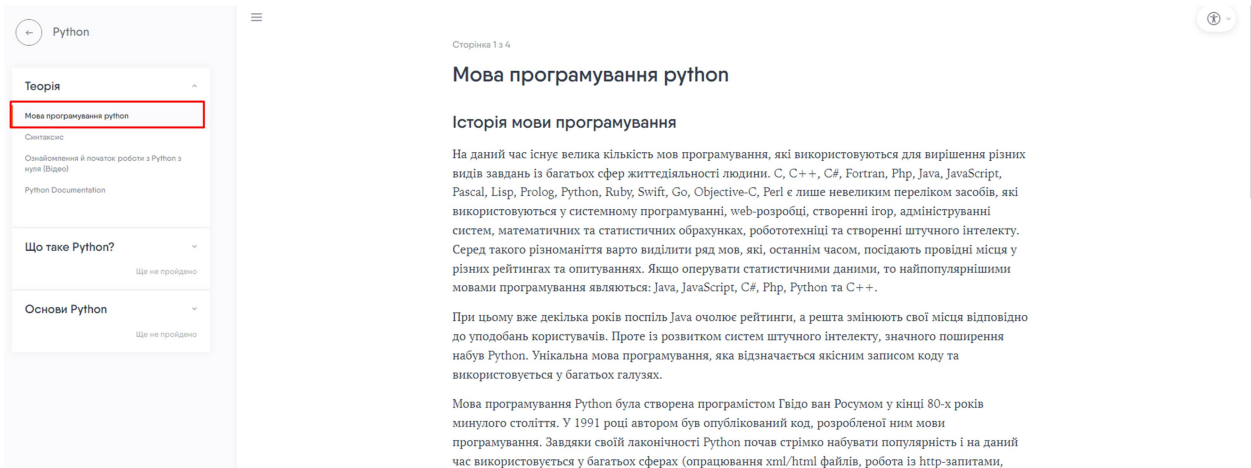 Python
Теорія
Мова програмування python
Синтаксис
Ознайомлення й початок роботи з Python з
нуля (Відео)
Python Documentation
Що таке Python?
Ще не пройдено
Основи Python
Ще не пройдено
Сторінка 1 з 4
Мова програмування python
Історія мови програмування
На даний час існує велика кількість мов програмування, які використовуються для вирішення різних
видів завдань із багатьох сфер життєдіяльності людини. C, C++, C#, Fortran, Php, Java, JavaScript,
Pascal, Lisp, Prolog, Python, Ruby, Swift, Go, Objective-C, Perl є лише невеликим переліком засобів, які
використовуються у системному програмуванні, web-розробці, створенні ігор, адмініструванні
систем, математичних та статистичних обрахунках, робототехніці та створенні штучного інтелекту.
Серед такого різноманіття варто виділити ряд мов, які, останнім часом, посідають провідні місця у
різних рейтингах та опитуваннях. Якщо оперувати статистичними даними, то найпопулярнішими
мовами програмування являються: Java, JavaScript, C#, Php, Python та C++.
При цьому вже декілька років поспіль Java очолює рейтинги, а решта змінюють свої місця відповідно
до уподобань користувачів. Проте із розвитком систем штучного інтелекту, значного поширення
набув Python. Унікальна мова програмування, яка відзначається якісним записом коду та
використовується у багатьох галузях.
Мова програмування Python була створена програмістом Гвідо ван Росумом у кінці 80-х років
минулого століття. У 1991 році автором був опублікований код, розробленої ним мови
програмування. Завдяки своїй лаконічності Python почав стрімко набувати популярність і на даний
час використовується у багатьох сферах (опрацювання xml/html файлів, робота із http-запитами,